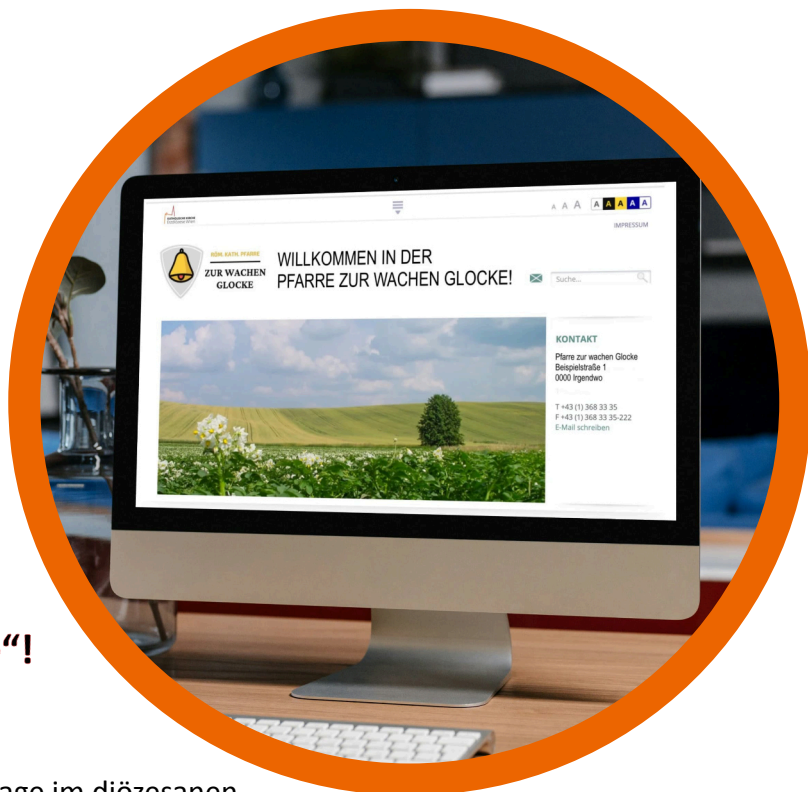 A A A A A A A A
IMPRESSUM
RÖM. KATH. PFARRE
ZUR WACHEN
GLOCKE
WILLKOMMEN IN DER
PFARRE ZUR WACHEN GLOCKE!
Suche...
KONTAKT
Pfarre zur wachen Glocke
Beispielstraße 1
0000 Irgendwo
T +43 (1) 368 33 35
F +43 (1) 368 33 35-222
E-Mail schreiben
“!
age im diözesanen